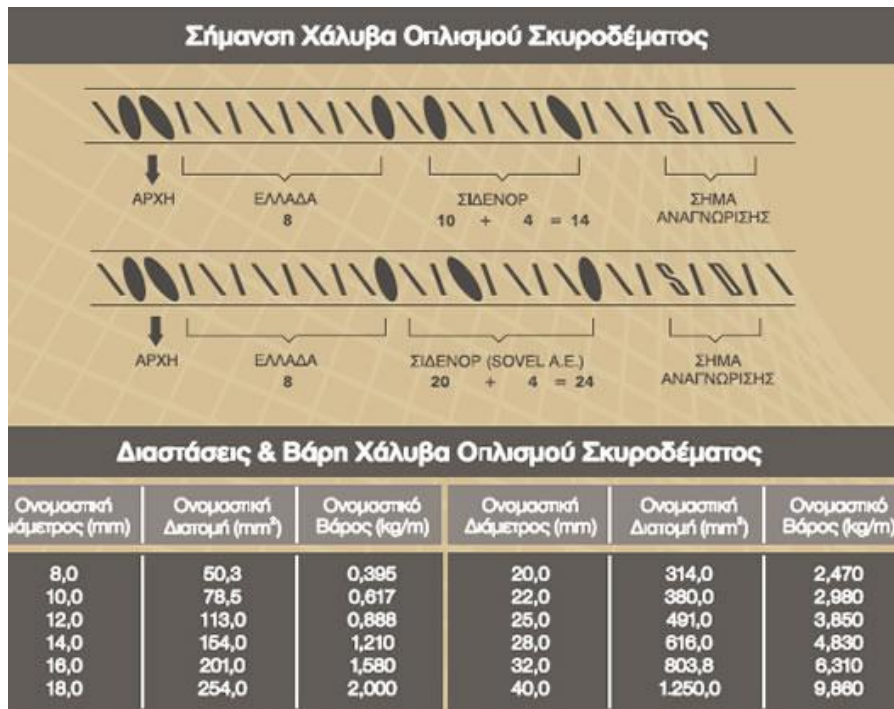 Σήμανση Χάλυβα Οπλισμού Σκυροδέματος
ΑΡΧΗ ΕΛΛΑΔΑ ΣΙΔΕΝΟΡ ΣΗΜΑ
8 10 + 4 = 14 ΑΝΑΓΝΩΡΙΣΗΣ
ΑΡΧΗ ΕΛΛΑΔΑ ΣΙΔΕΝΟΡ (SOVEL A.E.) ΣΗΜΑ
8 20 + 4 = 24 ΑΝΑΓΝΩΡΙΣΗΣ
Διαστάσεις & Βάρη Χάλυβα Οπλισμού Σκυροδέματος
Ονομαστική Ονομαστική Ονομαστικό Ονομαστική Ονομαστική Ονομαστικό
Διάμετρος (mm) Διατομή (mm²) Βάρος (kg/m) Διάμετρος (mm) Διατομή (mm²) Βάρος (kg/m)
8,0 50,3 0,395 20,0 314,0 2,470
10,0 78,5 0,617 22,0 380,0 2,980
12,0 113,0 0,888 25,0 491,0 3,850
14,0 154,0 1,210 28,0 616,0 4,830
16,0 201,0 1,580 32,0 803,8 6,310
18,0 254,0 2,000 40,0 1.250,0 9,860